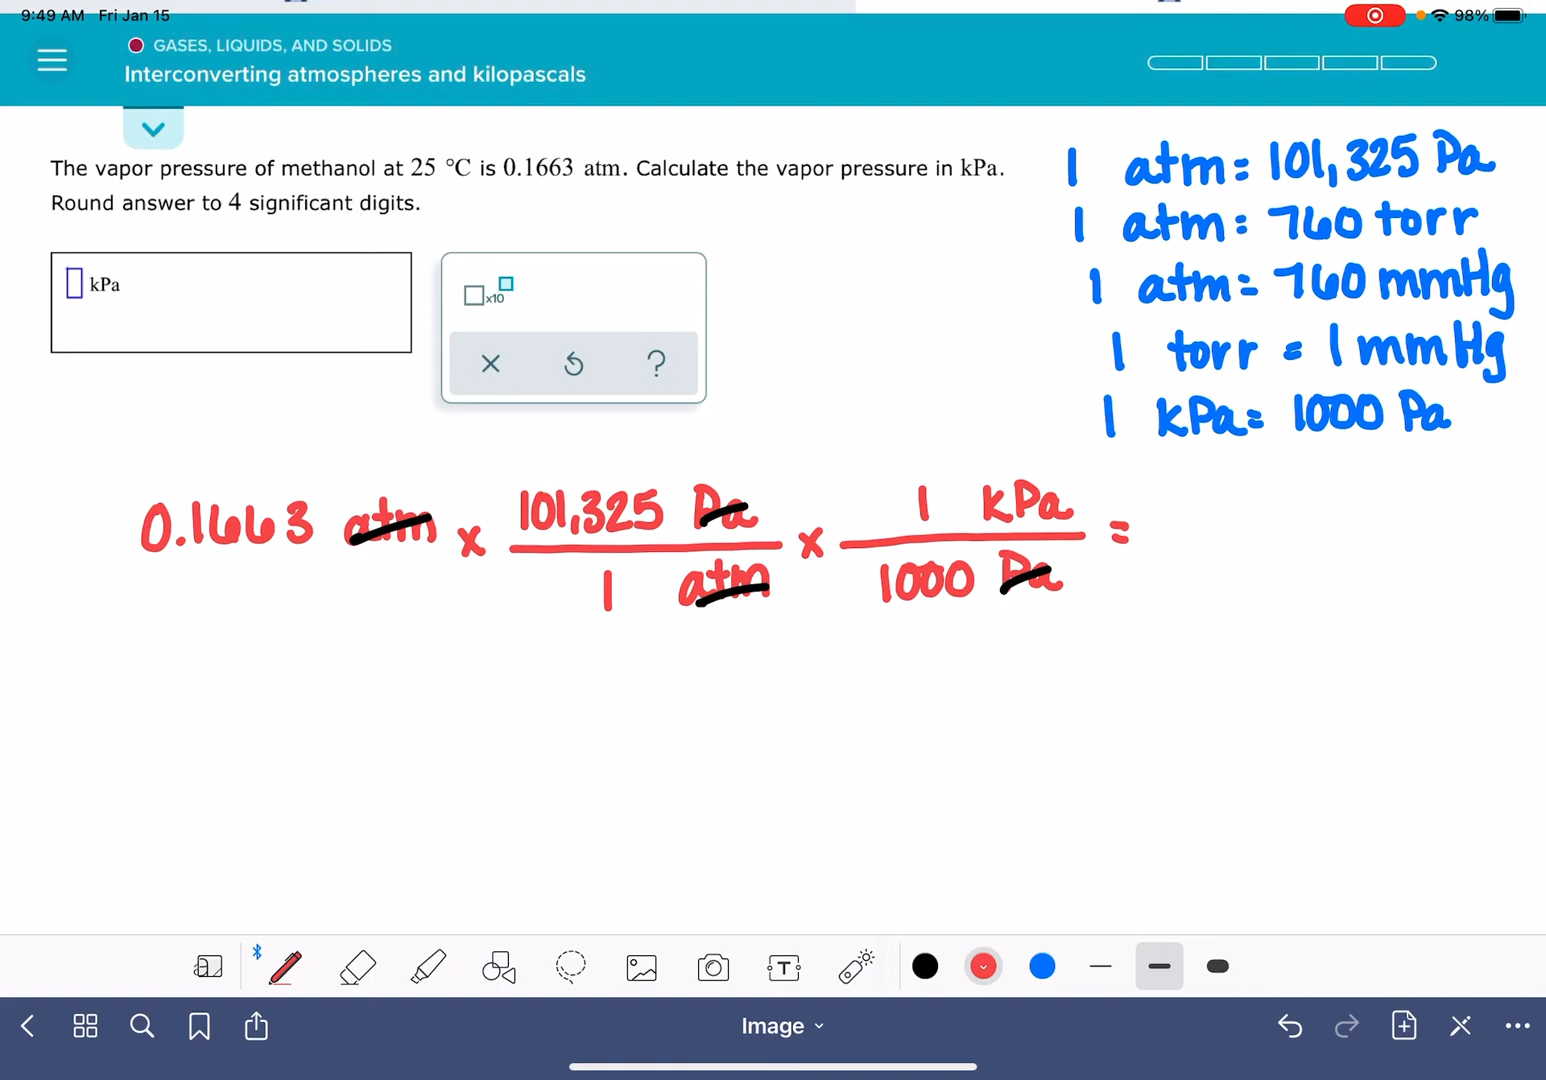 9:49 AM Fri Jan 15
98%
GASES, LIQUIDS, AND SOLIDS
Interconverting atmospheres and kilopascals
The vapor pressure of methanol at 25 °C is 0.1663 atm. Calculate the vapor pressure in kPa.
Round answer to 4 significant digits.
kPa
x10
?
1 atm = 101,325 Pa
1 atm = 760 torr
1 atm = 760 mmHg
1 torr = 1 mmHg
1 kPa = 1000 Pa
0.1663 atm x 101,325 Pa / 1 atm x 1 kPa / 1000 Pa =
T
Image